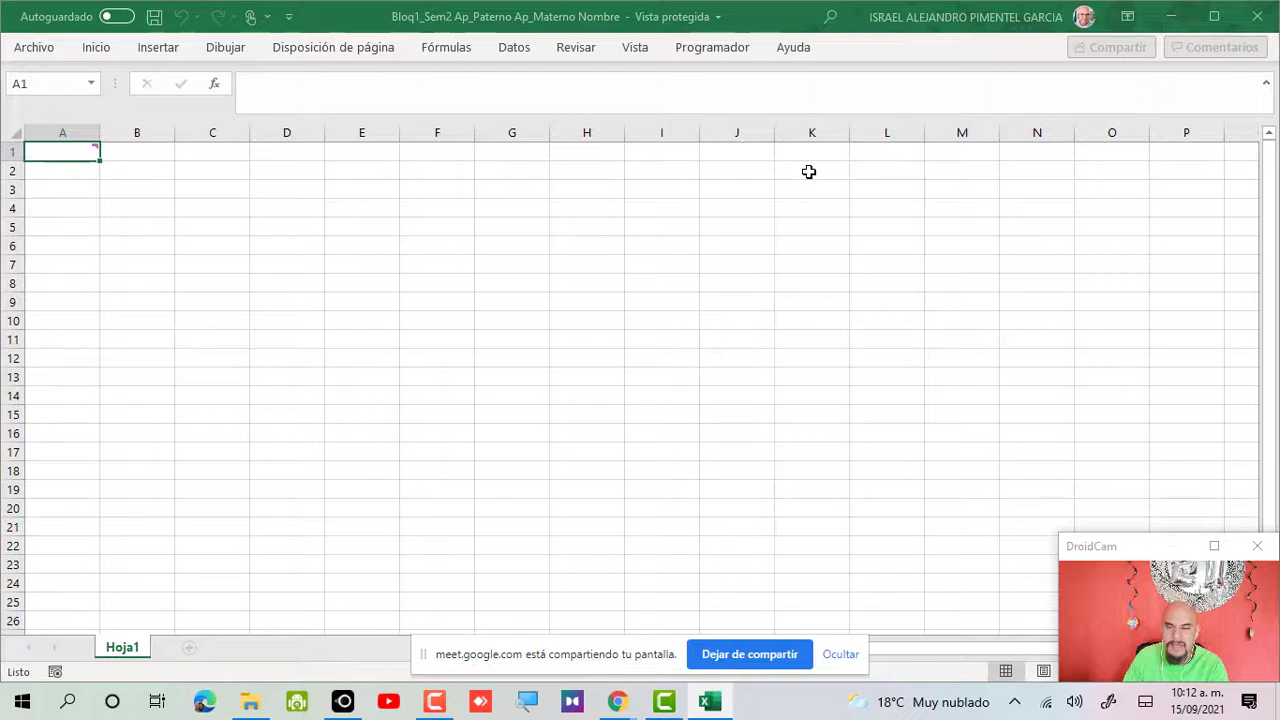 Autoguardado
Bloq1_Sem2 Ap_Paterno Ap_Materno Nombre - Vista protegida
ISRAEL ALEJANDRO PIMENTEL GARCIA
Archivo Inicio Insertar Dibujar Disposición de página Fórmulas Datos Revisar Vista Programador Ayuda Compartir Comentarios
A1 fx
A B C D E F G H I J K L M N O P
1
2
3
4
5
6
7
8
9
10
11
12
13
14
15
16
17
18
19
20
21
22
23
24
25
26
DroidCam
Hoja1
meet.google.com está compartiendo tu pantalla. Dejar de compartir Ocultar
Listo
18°C Muy nublado
10:12 a. m.
15/09/2021